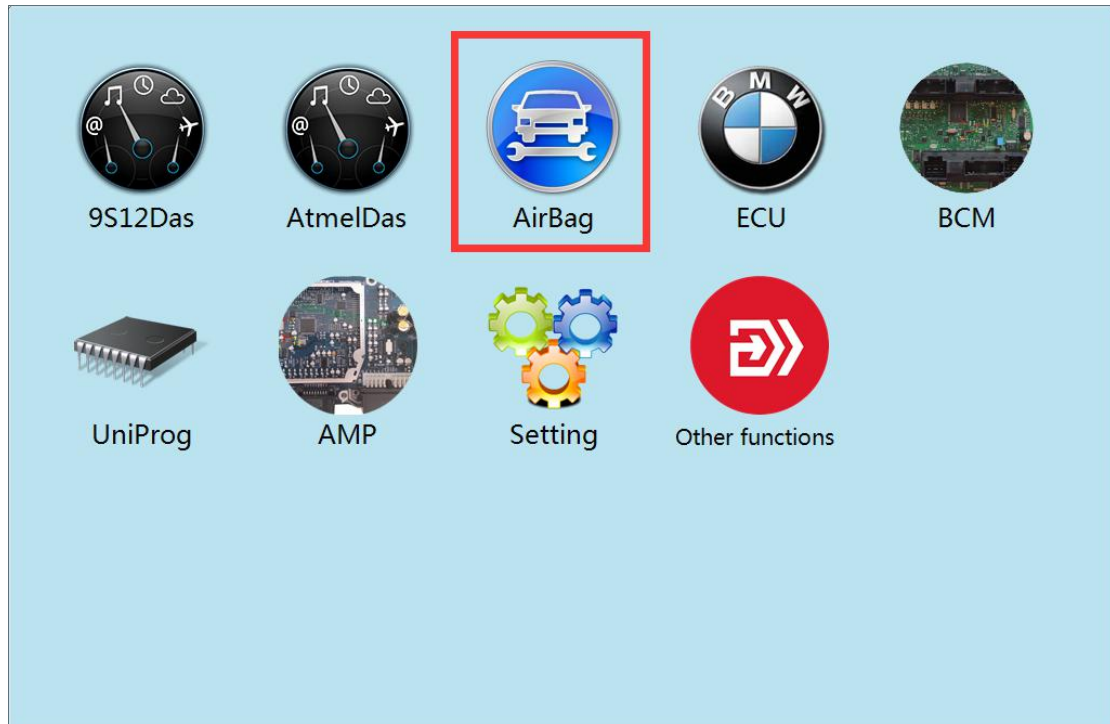 9S12Das
AtmelDas
AirBag
BMW
ECU
BCM
UniProg
AMP
Setting
Other functions